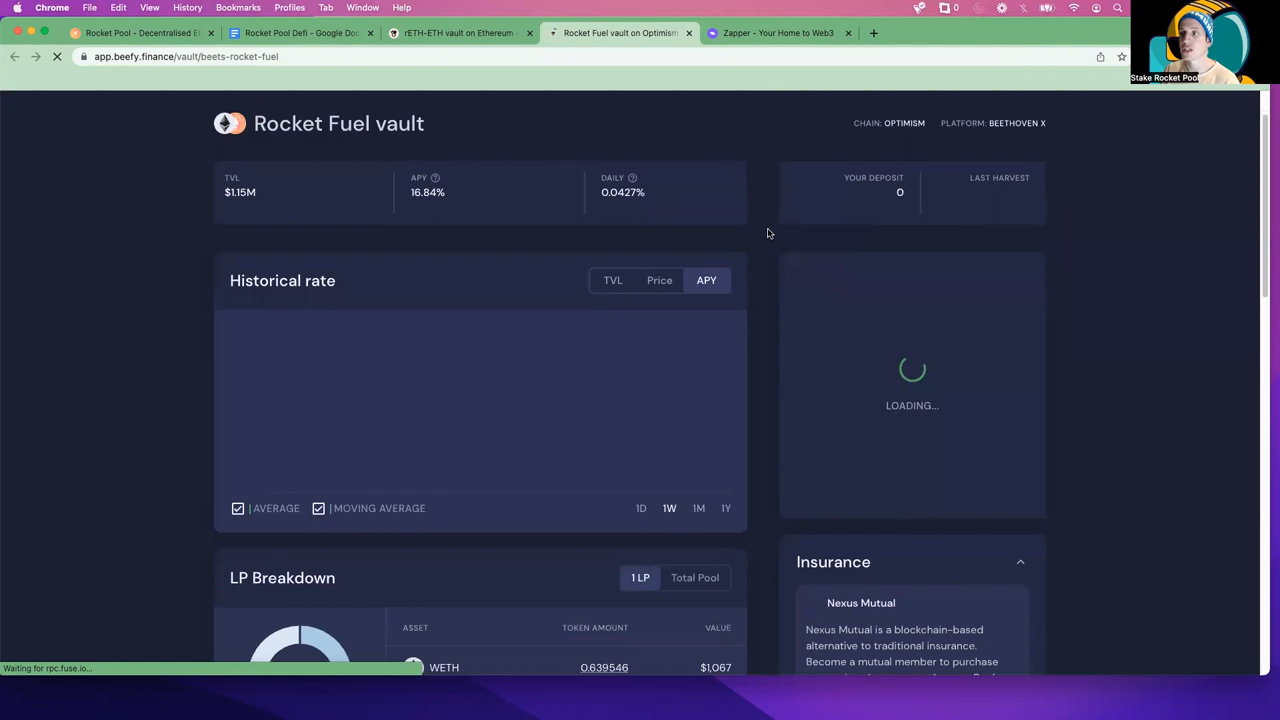 Chrome File Edit View History Bookmarks Profiles Tab Window Help
Rocket Pool - Decentralised E Rocket Pool Defi - Google Doc rETH-ETH vault on Ethereum - Rocket Fuel vault on Optimism Zapper - Your Home to Web3
app.beefy.finance/vault/beets-rocket-fuel
Stake Rocket Pool
Rocket Fuel vault
CHAIN: OPTIMISM PLATFORM: BEETHOVEN X
TVL APY DAILY YOUR DEPOSIT LAST HARVEST
$1.15M 16.84% 0.0427% 0
Historical rate TVL Price APY
LOADING...
AVERAGE MOVING AVERAGE 1D 1W 1M 1Y
Insurance
LP Breakdown 1 LP Total Pool
Nexus Mutual
ASSET TOKEN AMOUNT VALUE
Nexus Mutual is a blockchain-based
alternative to traditional insurance.
Become a mutual member to purchase
WETH 0.639546 $1,067
Waiting for rpc.fuse.io...